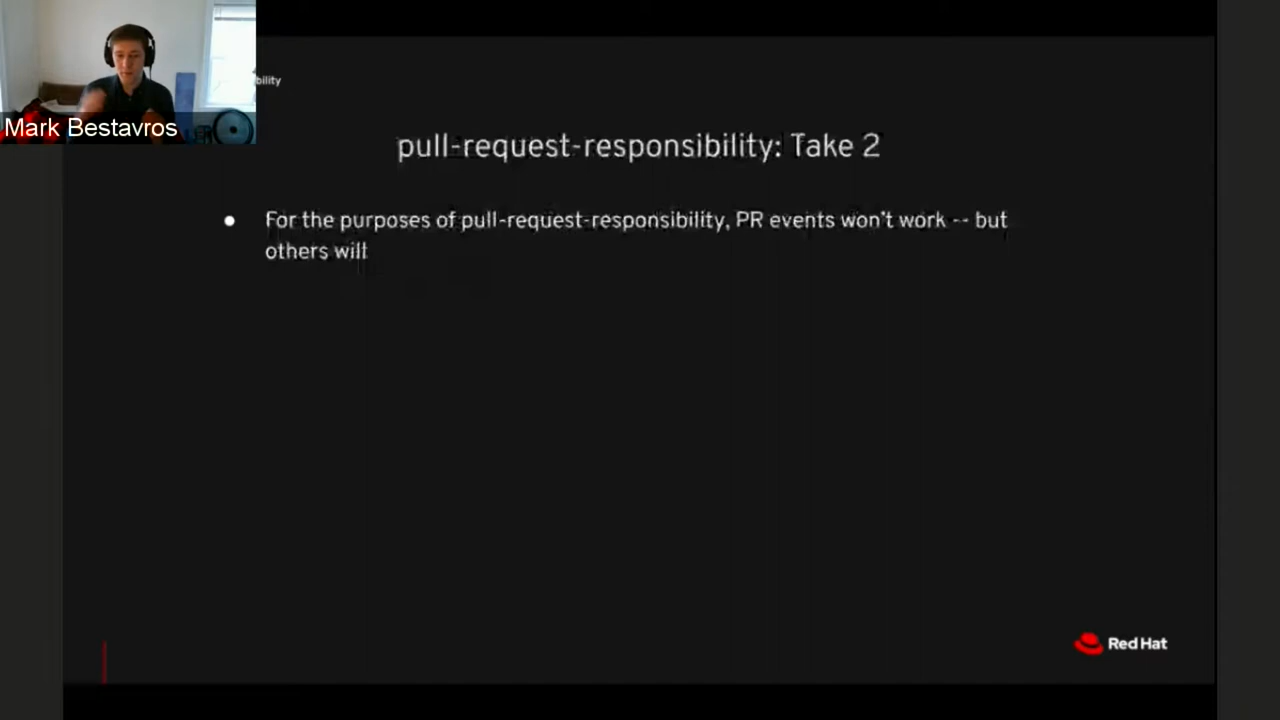 bility
Mark Bestavros
pull-request-responsibility: Take 2
● For the purposes of pull-request-responsibility, PR events won't work -- but
others will
Red Hat